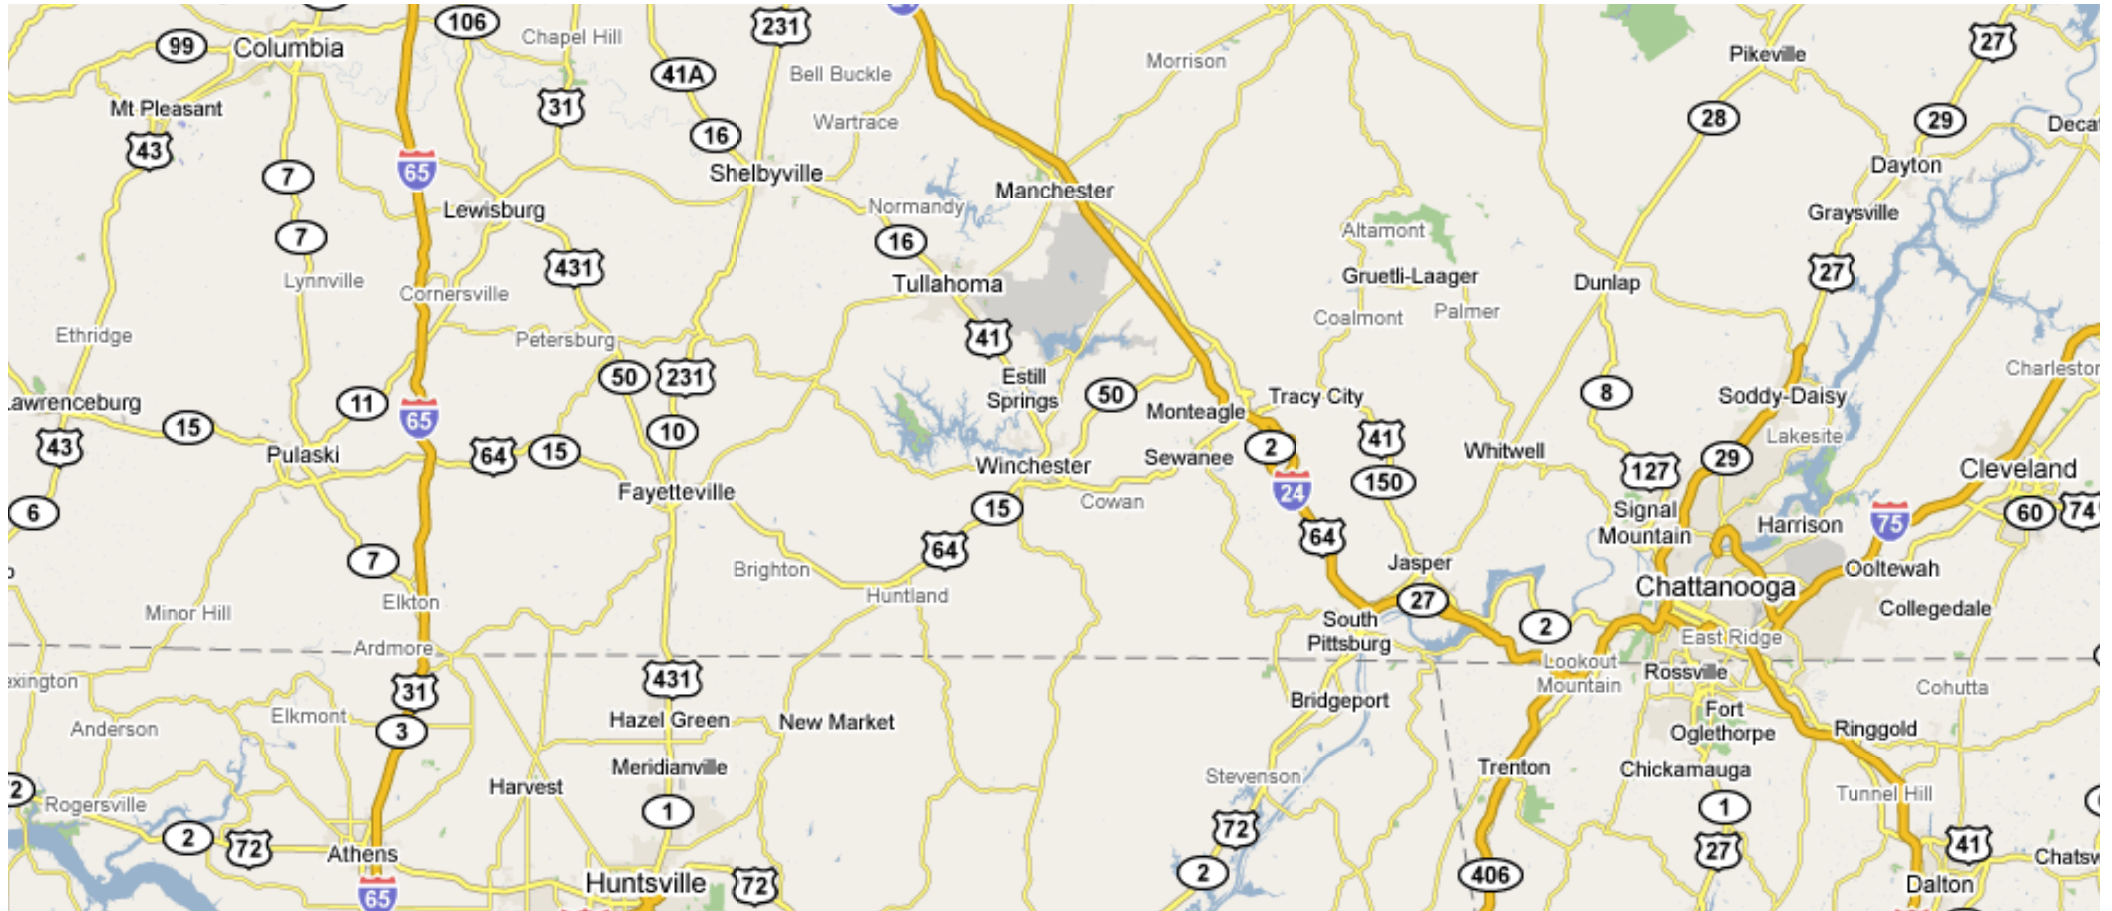 106
231
27
Chapel Hill
99
Columbia
Pikeville
Morrison
41A
Bell Buckle
Mt Pleasant
31
28
29
Wartrace
Decat
16
43
65
Shelbyville
Dayton
7
Manchester
Lewisburg
Normandy
Graysville
7
16
Altamont
431
27
Lynnville
Cornersville
Tullahoma
Gruetli-Laager
Dunlap
Coalmont
Palmer
Ethridge
Petersburg
41
Charleston
50
231
Estill
Springs
50
8
Lawrenceburg
11
Monteagle
Tracy City
Soddy-Daisy
65
15
10
41
Lakesite
43
Pulaski
64
15
2
Whitwell
29
Winchester
Sewanee
127
Cleveland
Fayetteville
24
150
6
15
Cowan
Signal
Mountain
Harrison
75
60
74
64
64
7
Brighton
Jasper
Ooltewah
Huntland
Chattanooga
Elkton
27
Collegedale
Minor Hill
South
Pittsburg
2
East Ridge
Ardmore
Lookout
Mountain
Rossville
exington
431
31
Cohutta
Bridgeport
Elkmont
Anderson
Hazel Green
New Market
Fort
Oglethorpe
Ringgold
3
Meridianville
Trenton
Chickamauga
Stevenson
Harvest
2
Rogersville
1
1
Tunnel Hill
2
72
72
Athens
27
41
Chatsw
65
Huntsville
72
2
406
Dalton